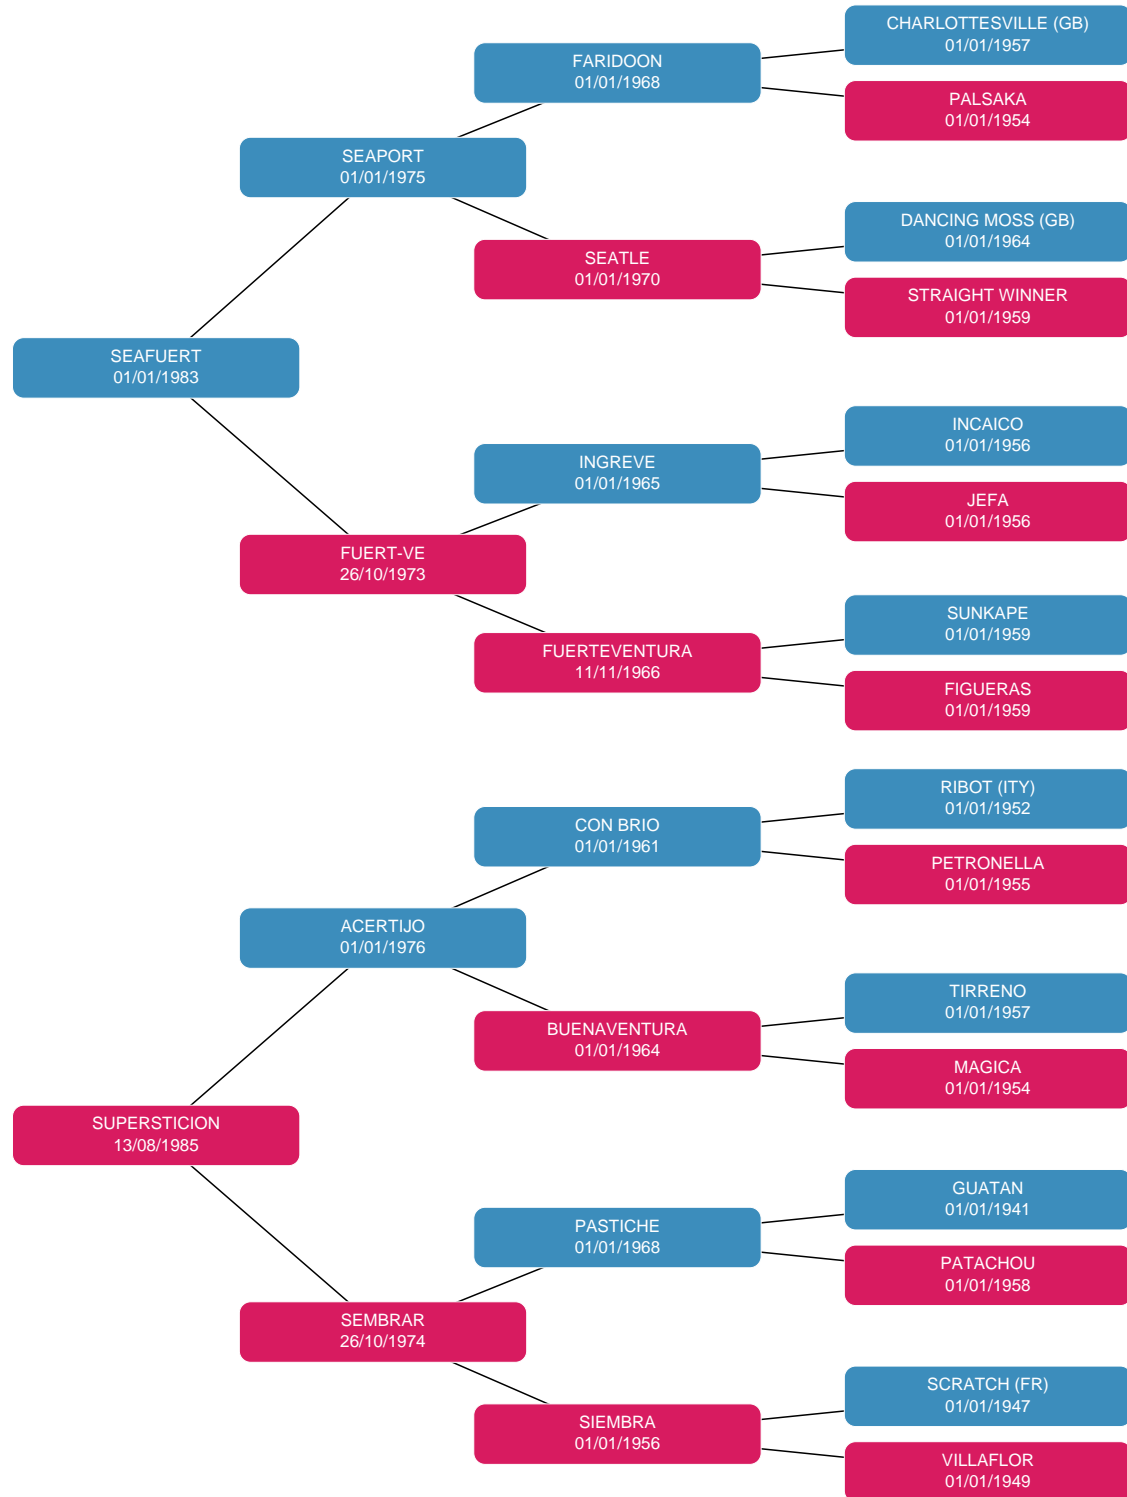 CHARLOTTESVILLE (GB)
01/01/1957
FARIDOON
01/01/1968
PALSAKA
01/01/1954
SEAPORT
01/01/1975
DANCING MOSS (GB)
01/01/1964
SEATLE
01/01/1970
STRAIGHT WINNER
01/01/1959
SEAFUERT
01/01/1983
INCAICO
01/01/1956
INGREVE
01/01/1965
JEFA
01/01/1956
FUERT-VE
26/10/1973
SUNKAPE
01/01/1959
FUERTEVENTURA
11/11/1966
FIGUERAS
01/01/1959
RIBOT (ITY)
01/01/1952
CON BRIO
01/01/1961
PETRONELLA
01/01/1955
ACERTIJO
01/01/1976
TIRRENO
01/01/1957
BUENAVENTURA
01/01/1964
MAGICA
01/01/1954
SUPERSTICION
13/08/1985
GUATAN
01/01/1941
PASTICHE
01/01/1968
PATACHOU
01/01/1958
SEMBRAR
26/10/1974
SCRATCH (FR)
01/01/1947
SIEMBRA
01/01/1956
VILLAFLOR
01/01/1949